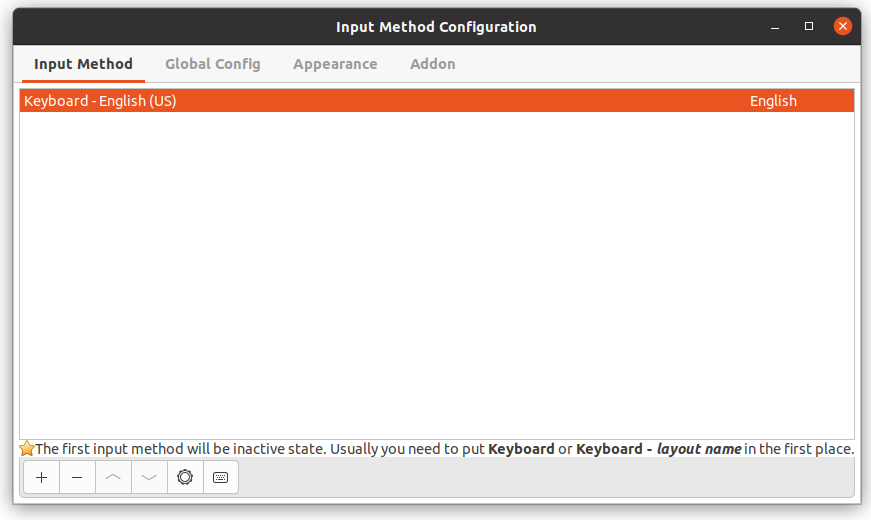 Input Method Configuration
Input Method Global Config Appearance Addon
Keyboard - English (US) English
The first input method will be inactive state. Usually you need to put Keyboard or Keyboard - layout name in the first place.